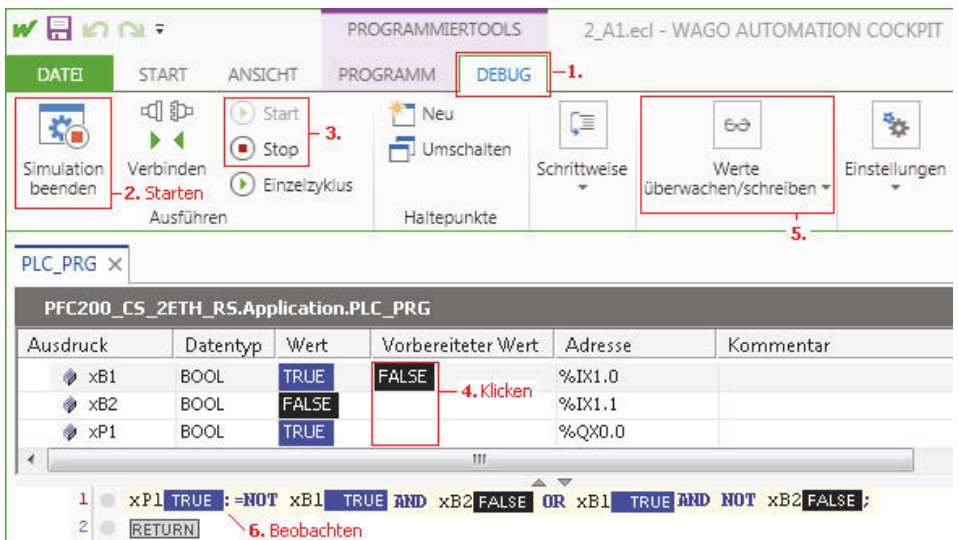 PROGRAMMIERTOOLS 2_A1.ecl - WAGO AUTOMATION COCKPIT
DATEI START ANSICHT PROGRAMM DEBUG 1.
Simulation beenden
2. Starten
Verbinden
Start
Stop
3.
Einzelzyklus
Ausführen
Neu
Umschalten
Haltepunkte
Schrittweise
Werte
überwachen/schreiben
5.
Einstellungen
PLC_PRG
PFC200_CS_2ETH_RS.Application.PLC_PRG
Ausdruck Datentyp Wert Vorbereiteter Wert Adresse Kommentar
xB1 BOOL TRUE FALSE %IX1.0
4. Klicken
xB2 BOOL FALSE %IX1.1
xP1 BOOL TRUE %QX0.0
1 xP1 TRUE :=NOT xB1 TRUE AND xB2 FALSE OR xB1 TRUE AND NOT xB2 FALSE ;
2 RETURN 6. Beobachten